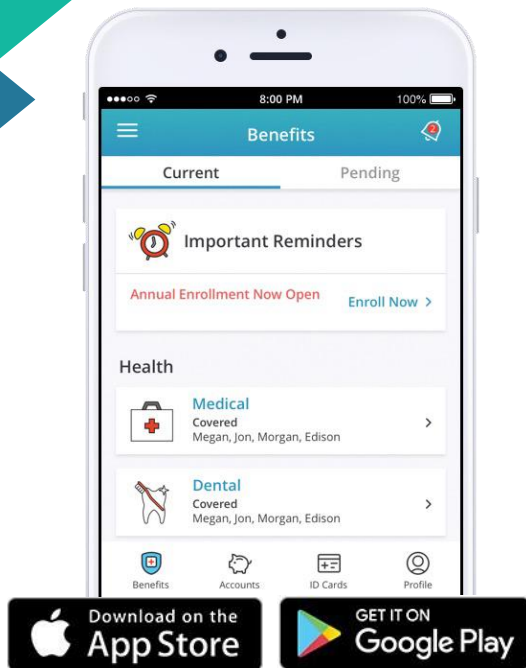 8:00 PM 100%
Benefits 2
Current Pending
Important Reminders
Annual Enrollment Now Open Enroll Now >
Health
Medical
Covered
Megan, Jon, Morgan, Edison
Dental
Covered
Megan, Jon, Morgan, Edison
Benefits Accounts ID Cards Profile
Download on the
App Store
GET IT ON
Google Play